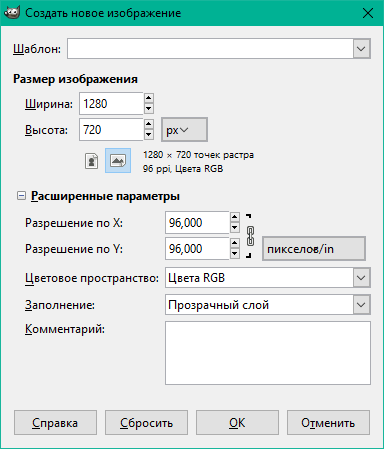 Создать новое изображение
Шаблон:
Размер изображения
Ширина: 1280
Высота: 720 px
1280 × 720 точек растра
96 ppi, Цвета RGB
Расширенные параметры
Разрешение по X: 96,000
Разрешение по Y: 96,000 пикселов/in
Цветовое пространство: Цвета RGB
Заполнение: Прозрачный слой
Комментарий:
Справка Сбросить OK Отменить